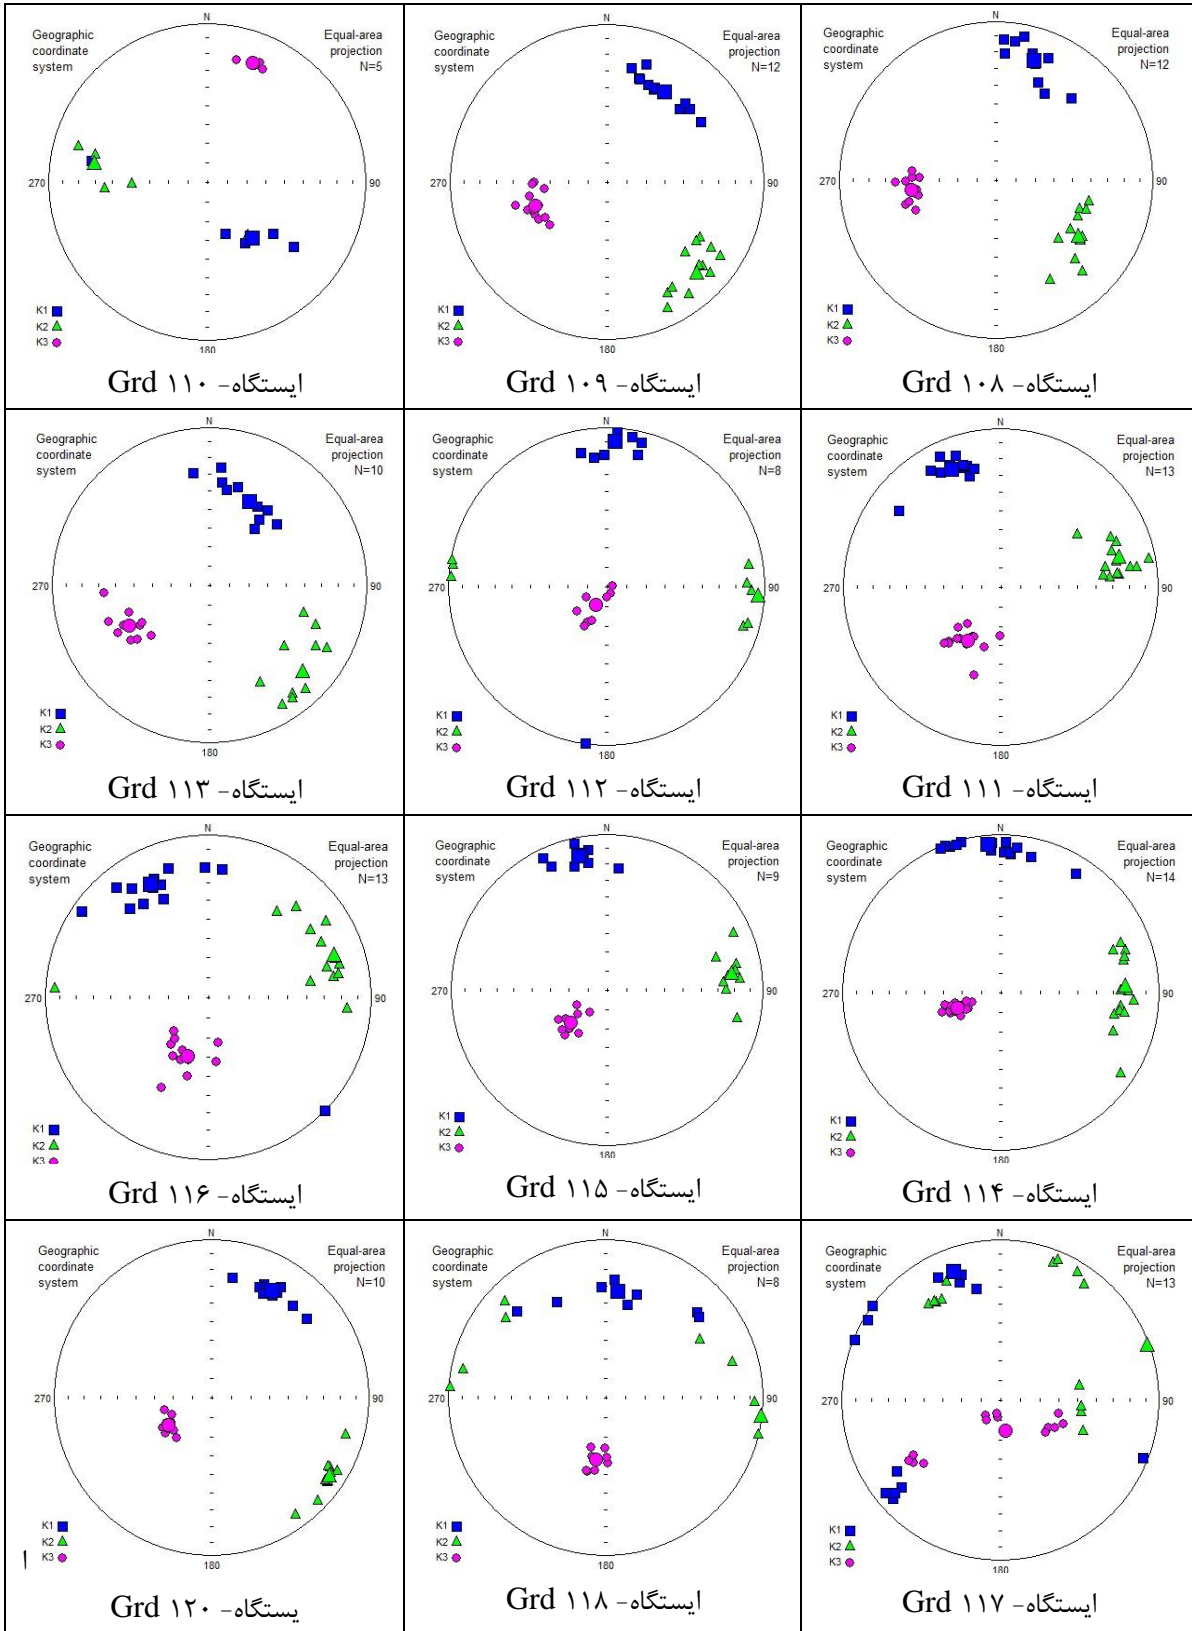 N
Geographic
coordinate
system
Equal-area
projection
N=12
270
90
K1
K2
K3
180
ایستگاه- Grd ۱۰۸
N
Geographic
coordinate
system
Equal-area
projection
N=12
270
90
K1
K2
K3
180
ایستگاه- Grd ۱۰۹
N
Geographic
coordinate
system
Equal-area
projection
N=5
270
90
K1
K2
K3
180
ایستگاه- Grd ۱۱۰
N
Geographic
coordinate
system
Equal-area
projection
N=13
270
90
K1
K2
K3
180
ایستگاه- Grd ۱۱۱
N
Geographic
coordinate
system
Equal-area
projection
N=8
270
90
K1
K2
K3
180
ایستگاه- Grd ۱۱۲
N
Geographic
coordinate
system
Equal-area
projection
N=10
270
90
K1
K2
K3
180
ایستگاه- Grd ۱۱۳
N
Geographic
coordinate
system
Equal-area
projection
N=14
270
90
K1
K2
K3
180
ایستگاه- Grd ۱۱۴
N
Geographic
coordinate
system
Equal-area
projection
N=9
270
90
K1
K2
K3
180
ایستگاه- Grd ۱۱۵
N
Geographic
coordinate
system
Equal-area
projection
N=13
270
90
K1
K2
K3
ایستگاه- Grd ۱۱۶
N
Geographic
coordinate
system
Equal-area
projection
N=13
270
90
K1
K2
K3
180
ایستگاه- Grd ۱۱۷
N
Geographic
coordinate
system
Equal-area
projection
N=8
270
90
K1
K2
K3
ایستگاه- Grd ۱۱۸
N
Geographic
coordinate
system
Equal-area
projection
N=10
270
90
K1
K2
K3
180
ا
یستگاه- Grd ۱۲۰